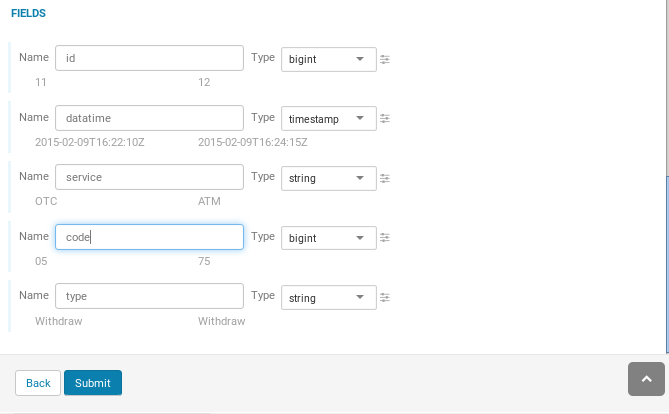 FIELDS
Name id Type bigint
11 12
Name datatime Type timestamp
2015-02-09T16:22:10Z 2015-02-09T16:24:15Z
Name service Type string
OTC ATM
Name code Type bigint
05 75
Name type Type string
Withdraw Withdraw
Back Submit